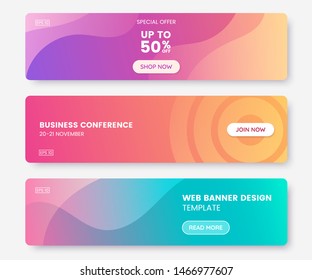 SPECIAL OFFER
EPS 10
UP TO
50% OFF
SHOP NOW
BUSINESS CONFERENCE
20-21 NOVEMBER
JOIN NOW
EPS 10
EPS 10
WEB BANNER DESIGN
TEMPLATE
READ MORE
shutterstock.com · 1466977607